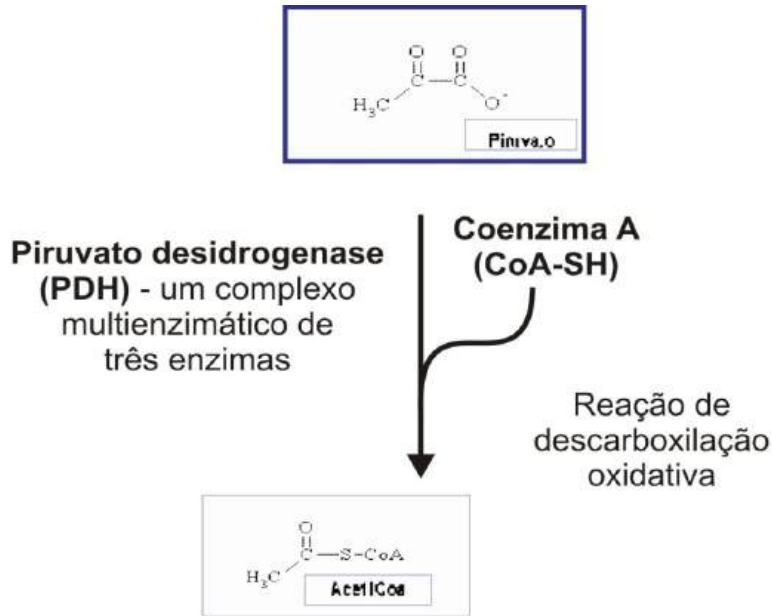 O O
C C
H₃C O⁻
Piruva.o
Piruvato desidrogenase
(PDH) - um complexo
multienzimático de
três enzimas
Coenzima A
(CoA-SH)
Reação de
descarboxilação
oxidativa
O
C S-CoA
H₃C
AcetilCoa